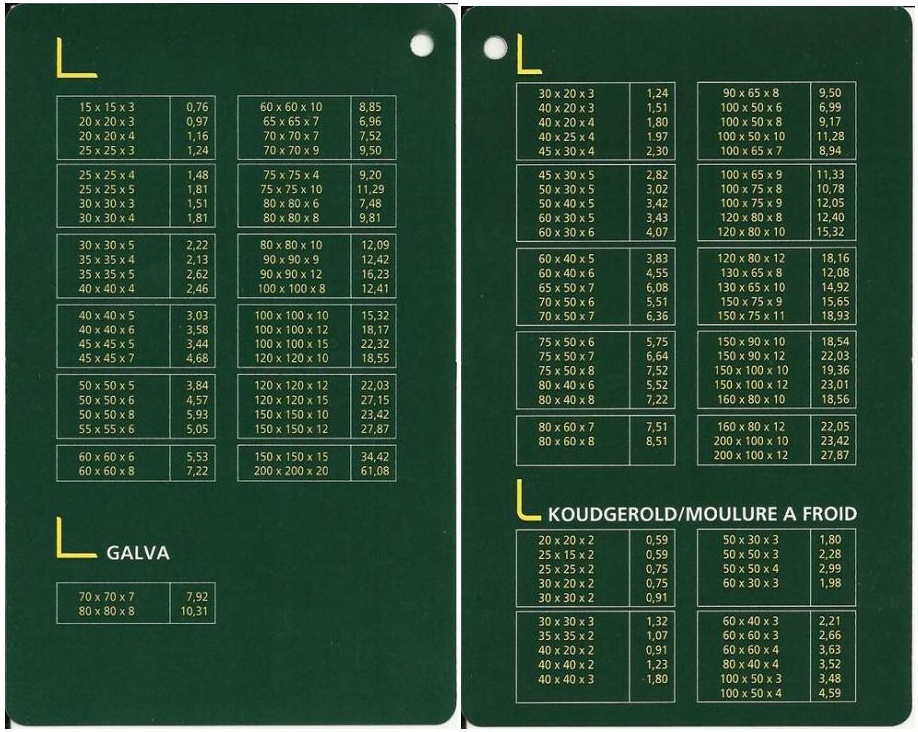 15 x 15 x 3 0,76
20 x 20 x 3 0,97
20 x 20 x 4 1,16
25 x 25 x 3 1,24
25 x 25 x 4 1,48
25 x 25 x 5 1,81
30 x 30 x 3 1,51
30 x 30 x 4 1,81
30 x 30 x 5 2,22
35 x 35 x 4 2,13
35 x 35 x 5 2,62
40 x 40 x 4 2,46
40 x 40 x 5 3,03
40 x 40 x 6 3,58
45 x 45 x 5 3,44
45 x 45 x 7 4,68
50 x 50 x 5 3,84
50 x 50 x 6 4,57
50 x 50 x 8 5,93
55 x 55 x 6 5,05
60 x 60 x 6 5,53
60 x 60 x 8 7,22
60 x 60 x 10 8,85
65 x 65 x 7 6,96
70 x 70 x 7 7,52
70 x 70 x 9 9,50
75 x 75 x 4 9,20
75 x 75 x 10 11,29
80 x 80 x 6 7,48
80 x 80 x 8 9,81
80 x 80 x 10 12,09
90 x 90 x 9 12,42
90 x 90 x 12 16,23
100 x 100 x 8 12,41
100 x 100 x 10 15,32
100 x 100 x 12 18,17
100 x 100 x 15 22,32
120 x 120 x 10 18,55
120 x 120 x 12 22,03
120 x 120 x 15 27,15
150 x 150 x 10 23,42
150 x 150 x 12 27,87
150 x 150 x 15 34,42
200 x 200 x 20 61,08
GALVA
70 x 70 x 7 7,92
80 x 80 x 8 10,31
30 x 20 x 3 1,24
40 x 20 x 3 1,51
40 x 20 x 4 1,80
40 x 25 x 4 1.97
45 x 30 x 4 2,30
45 x 30 x 5 2,82
50 x 30 x 5 3,02
50 x 40 x 5 3,42
60 x 30 x 5 3,43
60 x 30 x 6 4,07
60 x 40 x 5 3,83
60 x 40 x 6 4,55
65 x 50 x 7 6,08
70 x 50 x 6 5,51
70 x 50 x 7 6,36
75 x 50 x 6 5,75
75 x 50 x 7 6,64
75 x 50 x 8 7,52
80 x 40 x 6 5,52
80 x 40 x 8 7,22
80 x 60 x 7 7,51
80 x 60 x 8 8,51
90 x 65 x 8 9,50
100 x 50 x 6 6,99
100 x 50 x 8 9,17
100 x 50 x 10 11,28
100 x 65 x 7 8,94
100 x 65 x 9 11,33
100 x 75 x 8 10,78
100 x 75 x 9 12,05
120 x 80 x 8 12,40
120 x 80 x 10 15,32
120 x 80 x 12 18,16
130 x 65 x 8 12,08
130 x 65 x 10 14,92
150 x 75 x 9 15,65
150 x 75 x 11 18,93
150 x 90 x 10 18,54
150 x 90 x 12 22,03
150 x 100 x 10 19,36
150 x 100 x 12 23,01
160 x 80 x 10 18,56
160 x 80 x 12 22,05
200 x 100 x 10 23,42
200 x 100 x 12 27,87
KOUDGEROLD/MOULURE A FROID
20 x 20 x 2 0,59
25 x 15 x 2 0,59
25 x 25 x 2 0,75
30 x 20 x 2 0,75
30 x 30 x 2 0,91
30 x 30 x 3 1,32
35 x 35 x 2 1,07
40 x 20 x 2 0,91
40 x 40 x 2 1,23
40 x 40 x 3 1,80
50 x 30 x 3 1,80
50 x 50 x 3 2,28
50 x 50 x 4 2,99
60 x 30 x 3 1,98
60 x 40 x 3 2,21
60 x 60 x 3 2,66
60 x 60 x 4 3,63
80 x 40 x 4 3,52
100 x 50 x 3 3,48
100 x 50 x 4 4,59